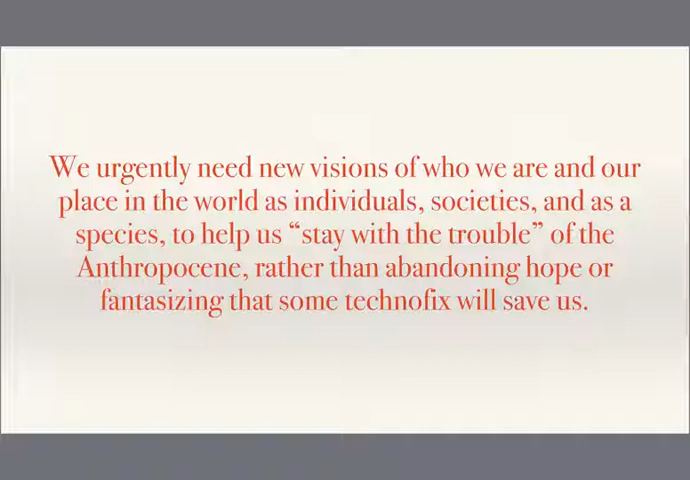 We urgently need new visions of who we are and our
place in the world as individuals, societies, and as a
species, to help us “stay with the trouble” of the
Anthropocene, rather than abandoning hope or
fantasizing that some technofix will save us.